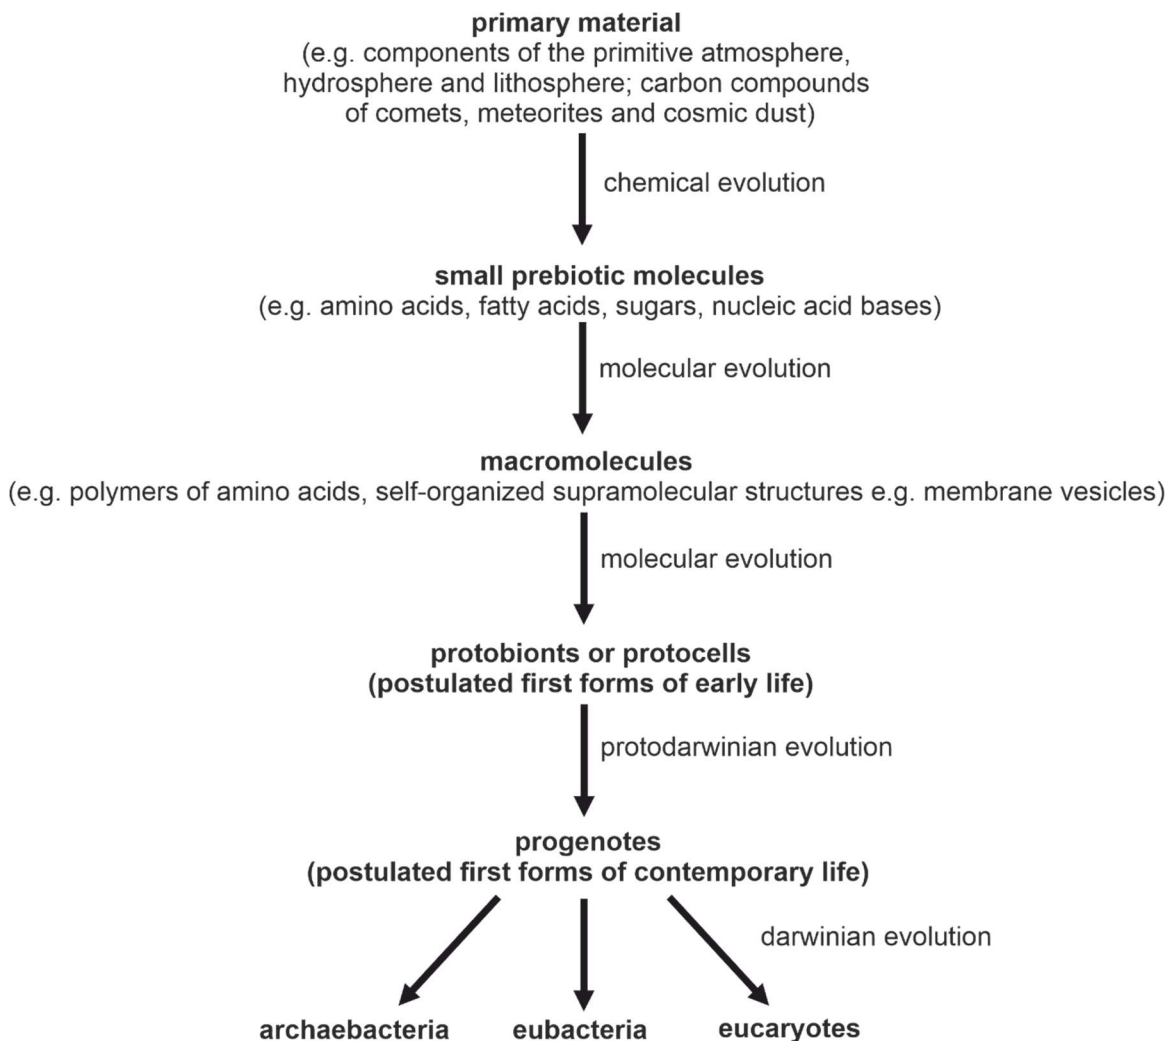 primary material
(e.g. components of the primitive atmosphere,
hydrosphere and lithosphere; carbon compounds
of comets, meteorites and cosmic dust)
chemical evolution
small prebiotic molecules
(e.g. amino acids, fatty acids, sugars, nucleic acid bases)
molecular evolution
macromolecules
(e.g. polymers of amino acids, self-organized supramolecular structures e.g. membrane vesicles)
molecular evolution
protobionts or protocells
(postulated first forms of early life)
protodarwinian evolution
progenotes
(postulated first forms of contemporary life)
darwinian evolution
archaebacteria eubacteria eucaryotes